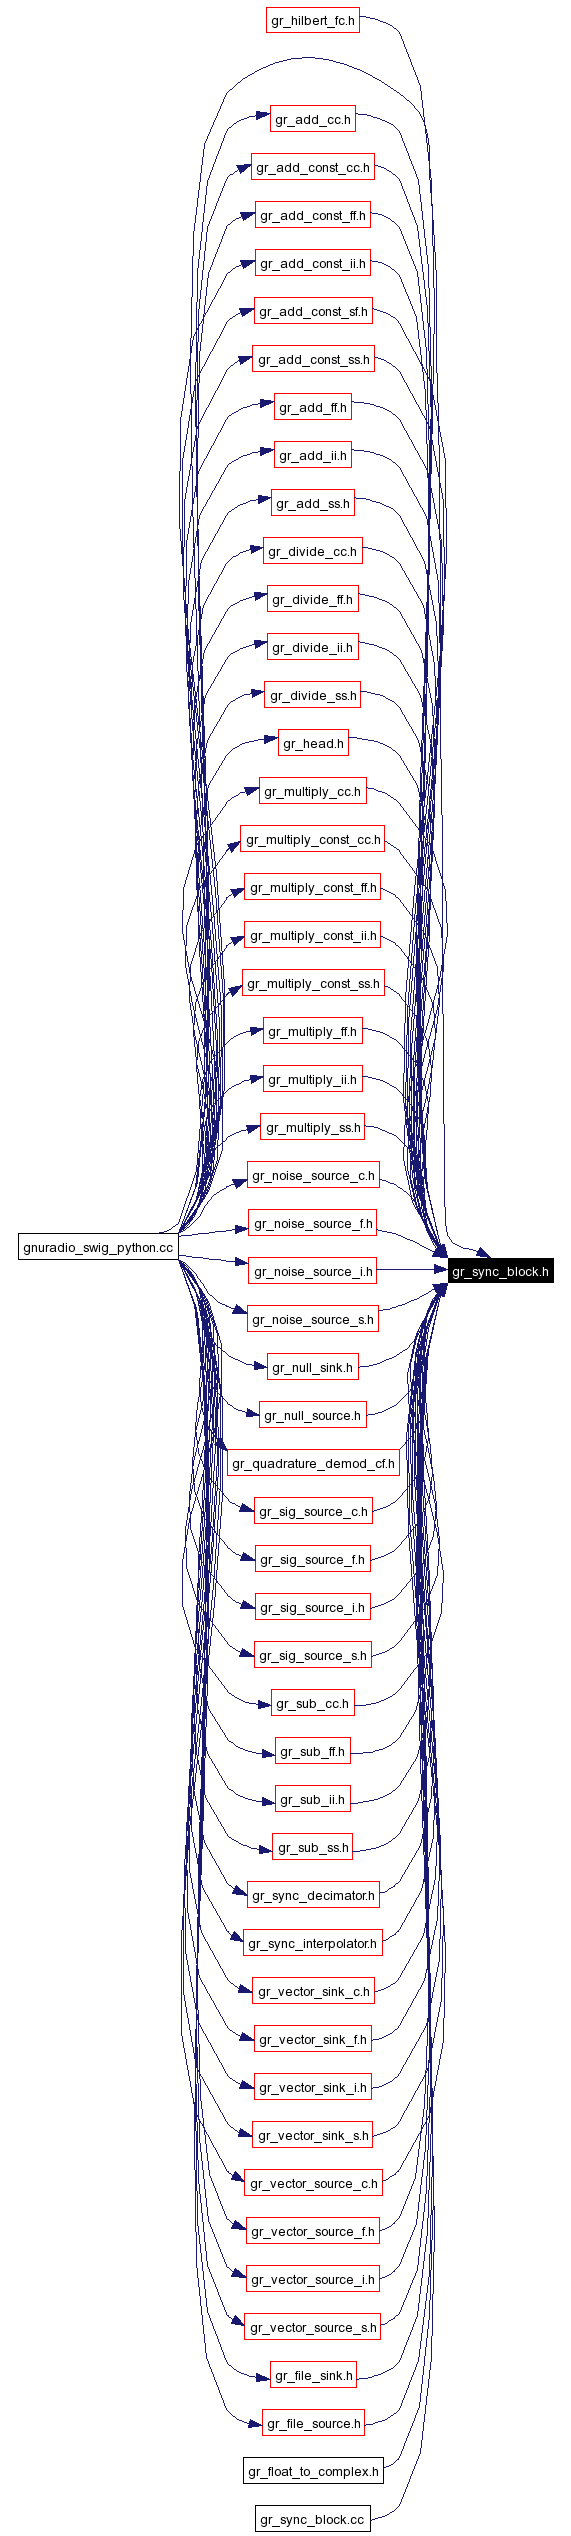 gr_hilbert_fc.h
gr_add_cc.h
gr_add_const_cc.h
gr_add_const_ff.h
gr_add_const_ii.h
gr_add_const_sf.h
gr_add_const_ss.h
gr_add_ff.h
gr_add_ii.h
gr_add_ss.h
gr_divide_cc.h
gr_divide_ff.h
gr_divide_ii.h
gr_divide_ss.h
gr_head.h
gr_multiply_cc.h
gr_multiply_const_cc.h
gr_multiply_const_ff.h
gr_multiply_const_ii.h
gr_multiply_const_ss.h
gr_multiply_ff.h
gr_multiply_ii.h
gr_multiply_ss.h
gr_noise_source_c.h
gr_noise_source_f.h
gnuradio_swig_python.cc
gr_noise_source_i.h
gr_sync_block.h
gr_noise_source_s.h
gr_null_sink.h
gr_null_source.h
gr_quadrature_demod_cf.h
gr_sig_source_c.h
gr_sig_source_f.h
gr_sig_source_i.h
gr_sig_source_s.h
gr_sub_cc.h
gr_sub_ff.h
gr_sub_ii.h
gr_sub_ss.h
gr_sync_decimator.h
gr_sync_interpolator.h
gr_vector_sink_c.h
gr_vector_sink_f.h
gr_vector_sink_i.h
gr_vector_sink_s.h
gr_vector_source_c.h
gr_vector_source_f.h
gr_vector_source_i.h
gr_vector_source_s.h
gr_file_sink.h
gr_file_source.h
gr_float_to_complex.h
gr_sync_block.cc